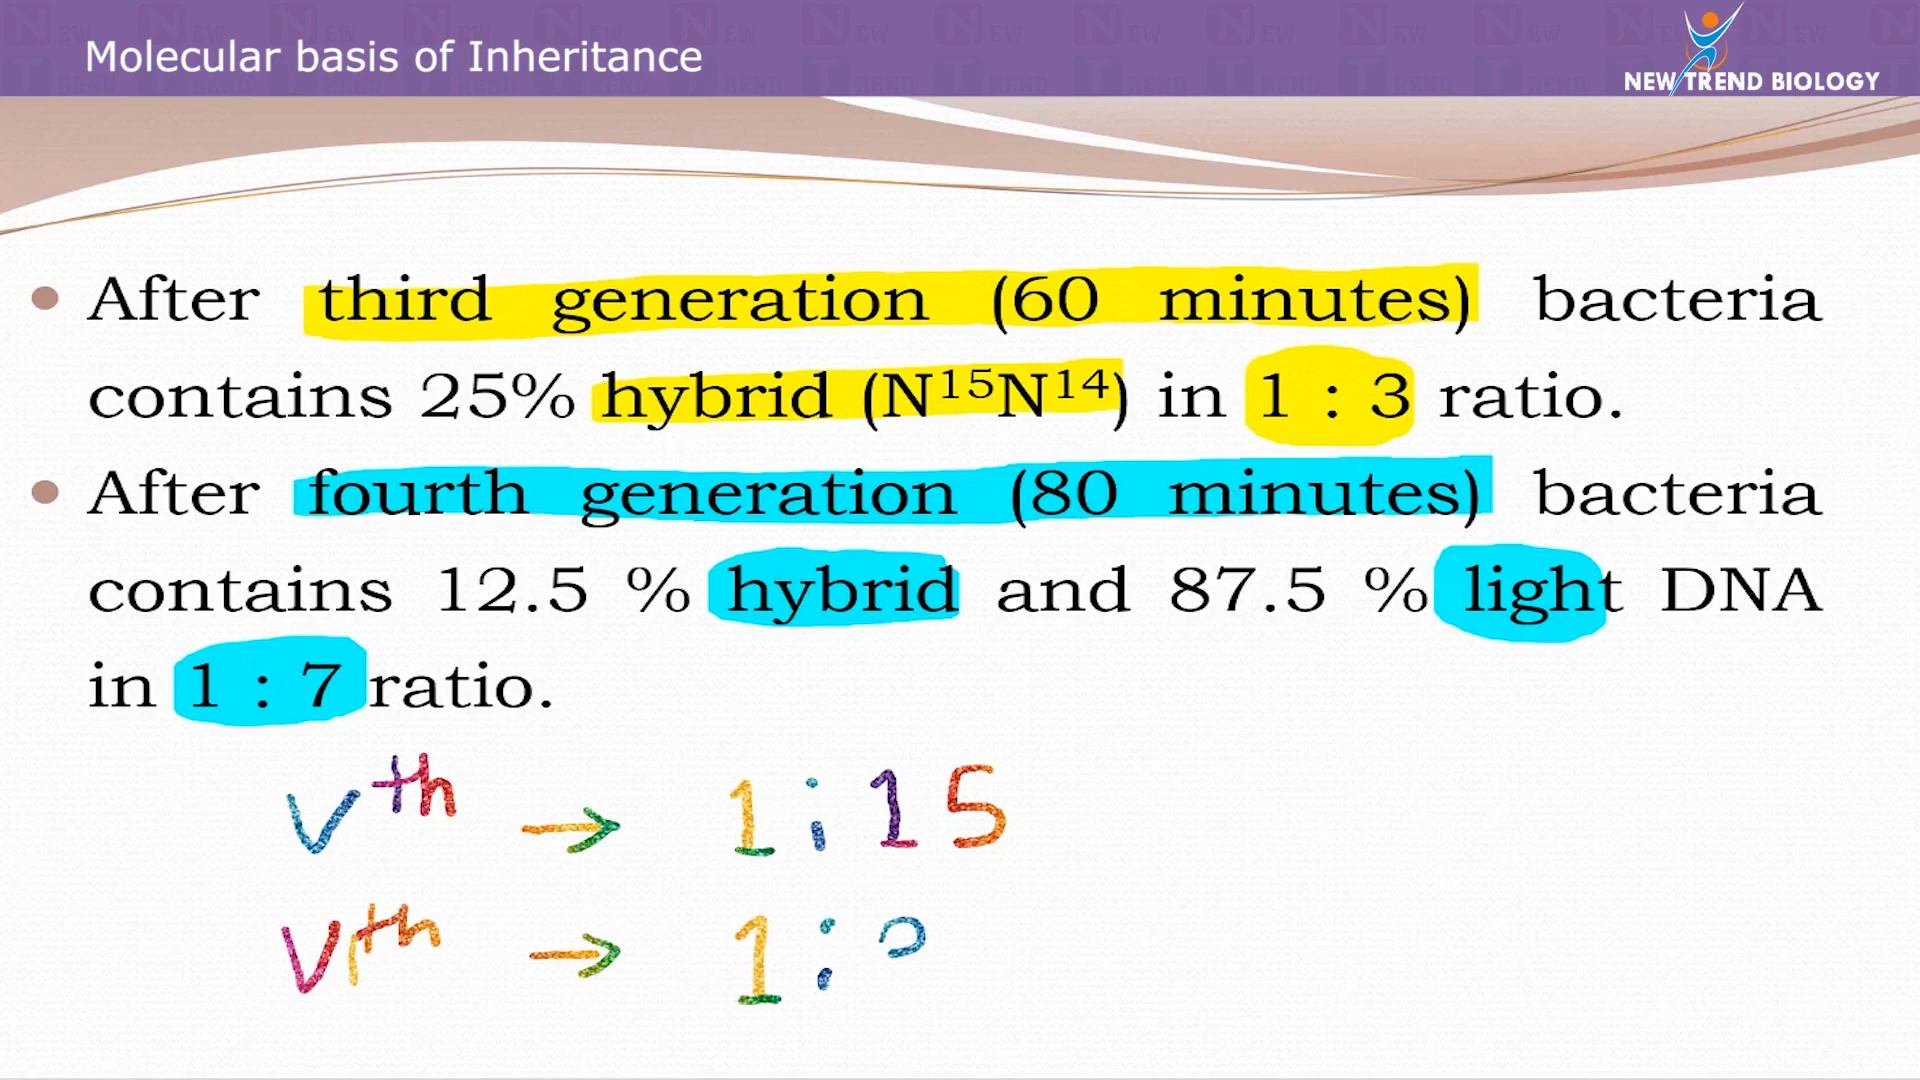 Molecular basis of Inheritance
NEW TREND BIOLOGY
• After third generation (60 minutes) bacteria
contains 25% hybrid (N¹⁵N¹⁴) in 1 : 3 ratio.
• After fourth generation (80 minutes) bacteria
contains 12.5 % hybrid and 87.5 % light DNA
in 1 : 7 ratio.
Vth → 1 : 15
VIth → 1 :